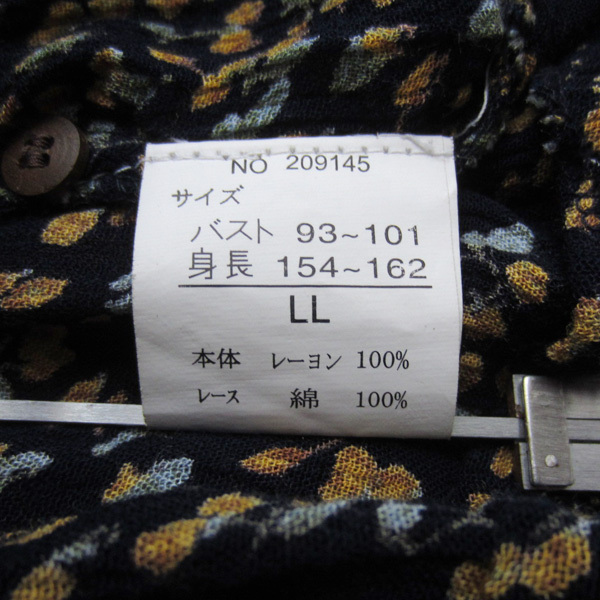 NO 209145
サイズ
バスト 93~101
身長 154~162
LL
本体 レーヨン 100%
レース 綿 100%